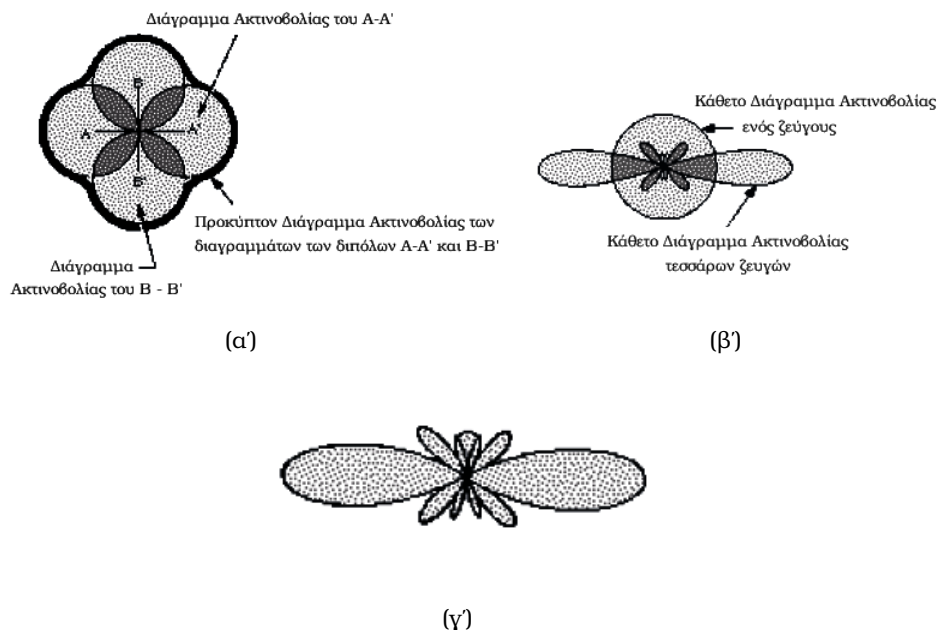 Διάγραμμα Ακτινοβολίας του Α-Α'
Β
Α
Α'
Β'
Προκύπτον Διάγραμμα Ακτινοβολίας των
διαγραμμάτων των διπόλων Α-Α' και Β-Β'
Διάγραμμα
Ακτινοβολίας του Β - Β'
(α')
Κάθετο Διάγραμμα Ακτινοβολίας
ενός ζεύγους
Κάθετο Διάγραμμα Ακτινοβολίας
τεσσάρων ζευγών
(β')
(γ')